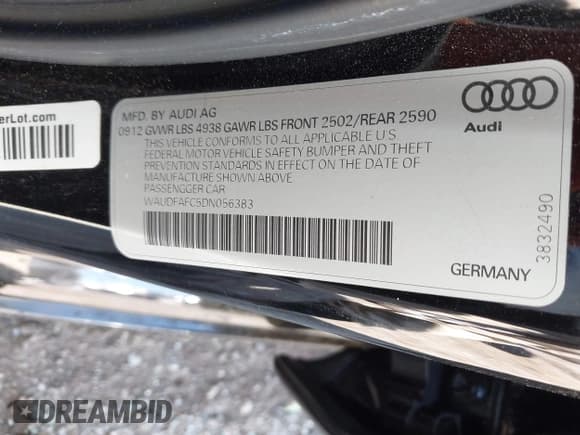 erLot.com
MFD. BY AUDI AG
0912 GVWR LBS 4938 GAWR LBS FRONT 2502/REAR 2590
THIS VEHICLE CONFORMS TO ALL APPLICABLE U.S
FEDERAL MOTOR VEHICLE SAFETY BUMPER AND THEFT
PREVENTION STANDARDS IN EFFECT ON THE DATE OF
MANUFACTURE SHOWN ABOVE
PASSENGGER CAR
WAUDFAFC5DN056383
Audi
3832490
GERMANY
DREAMBID